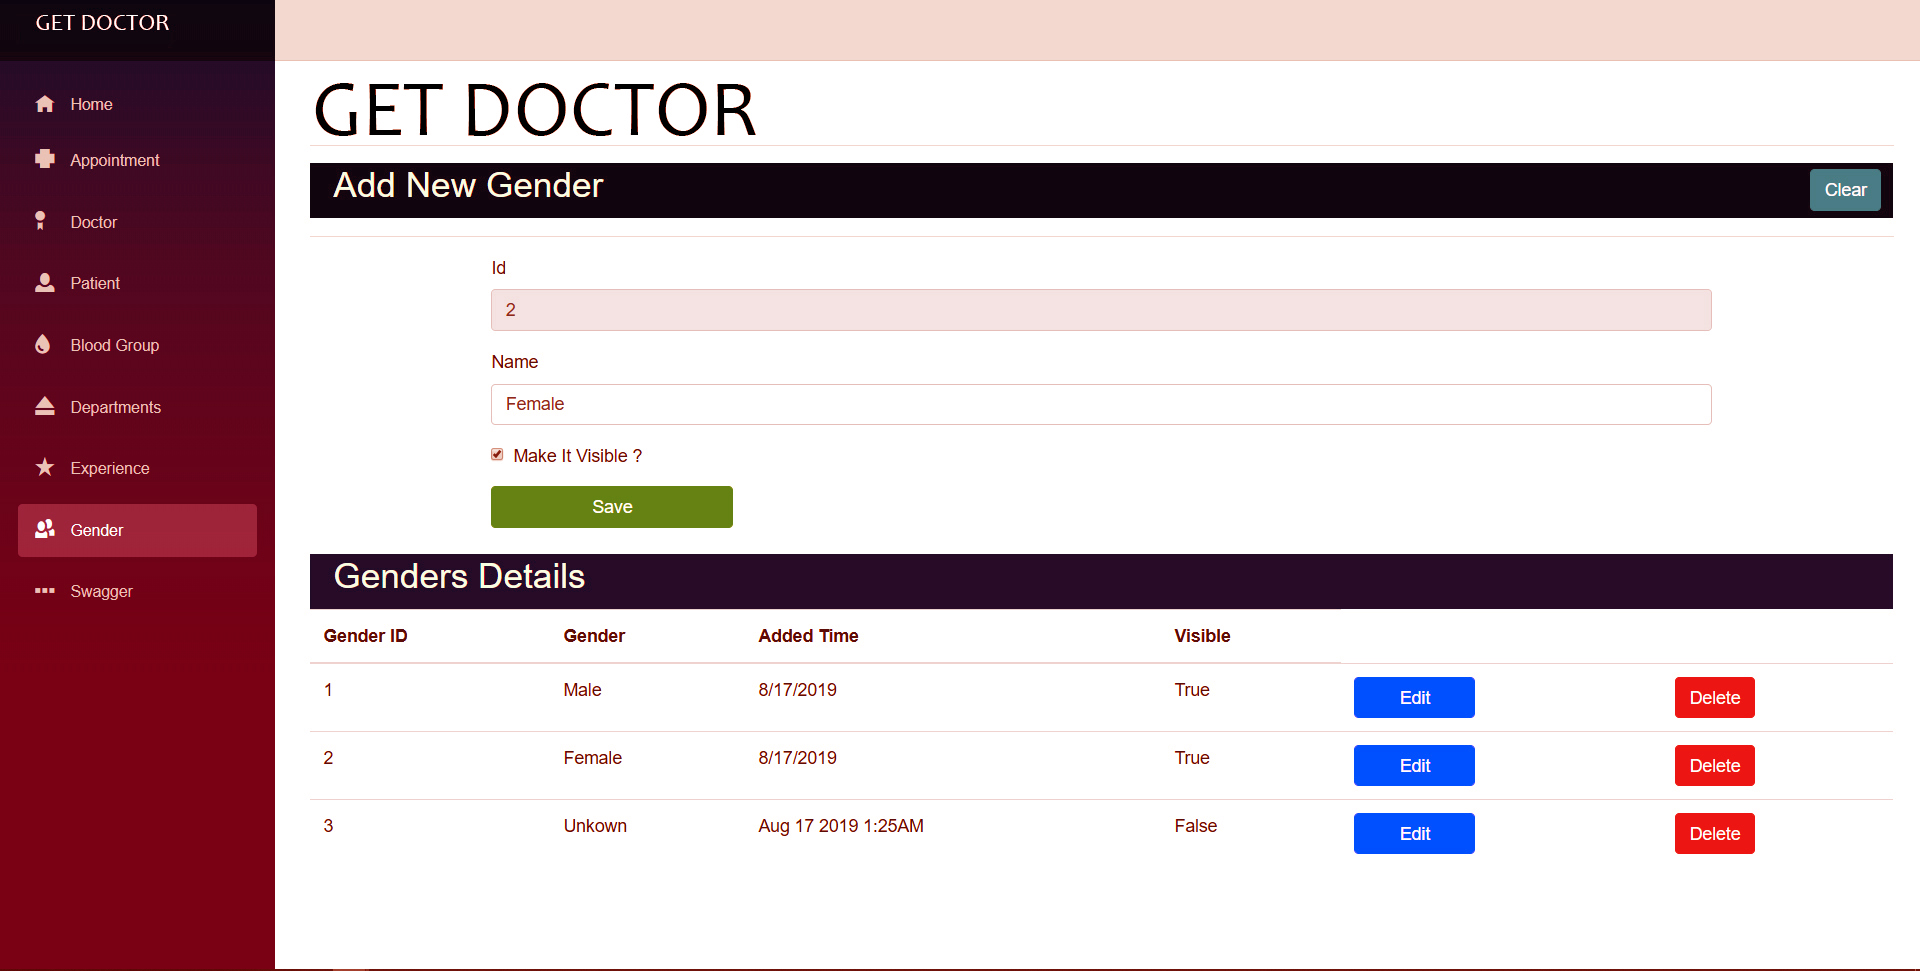 GET DOCTOR
Home
Appointment
Doctor
Patient
Blood Group
Departments
Experience
Gender
Swagger
GET DOCTOR
Add New Gender
Clear
Id
2
Name
Female
Make It Visible ?
Save
Genders Details
Gender ID Gender Added Time Visible
1 Male 8/17/2019 True Edit Delete
2 Female 8/17/2019 True Edit Delete
3 Unkown Aug 17 2019 1:25AM False Edit Delete